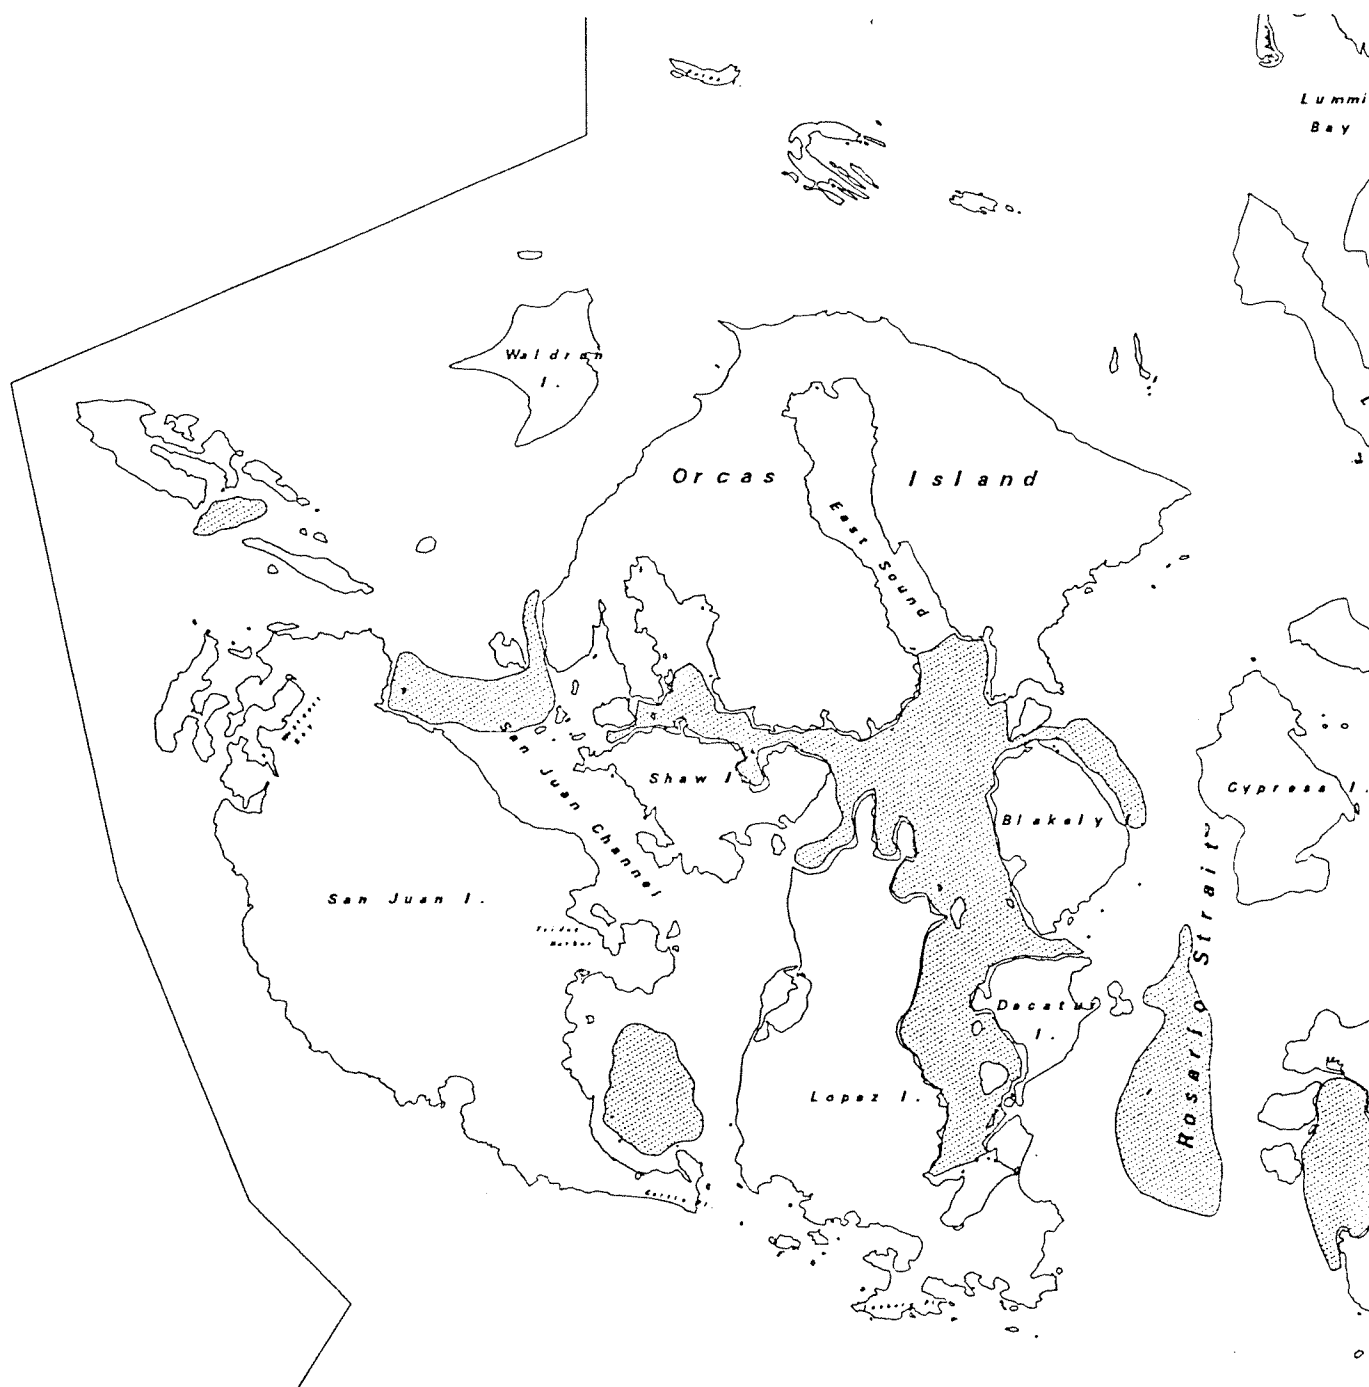 Lummi
Bay
Waldron
I.
Orcas Island
East Sound
San Juan Channel
Shaw I.
Cypress I.
Blakely I.
San Juan I.
Rosario Strait
Decatur
I.
Lopez I.